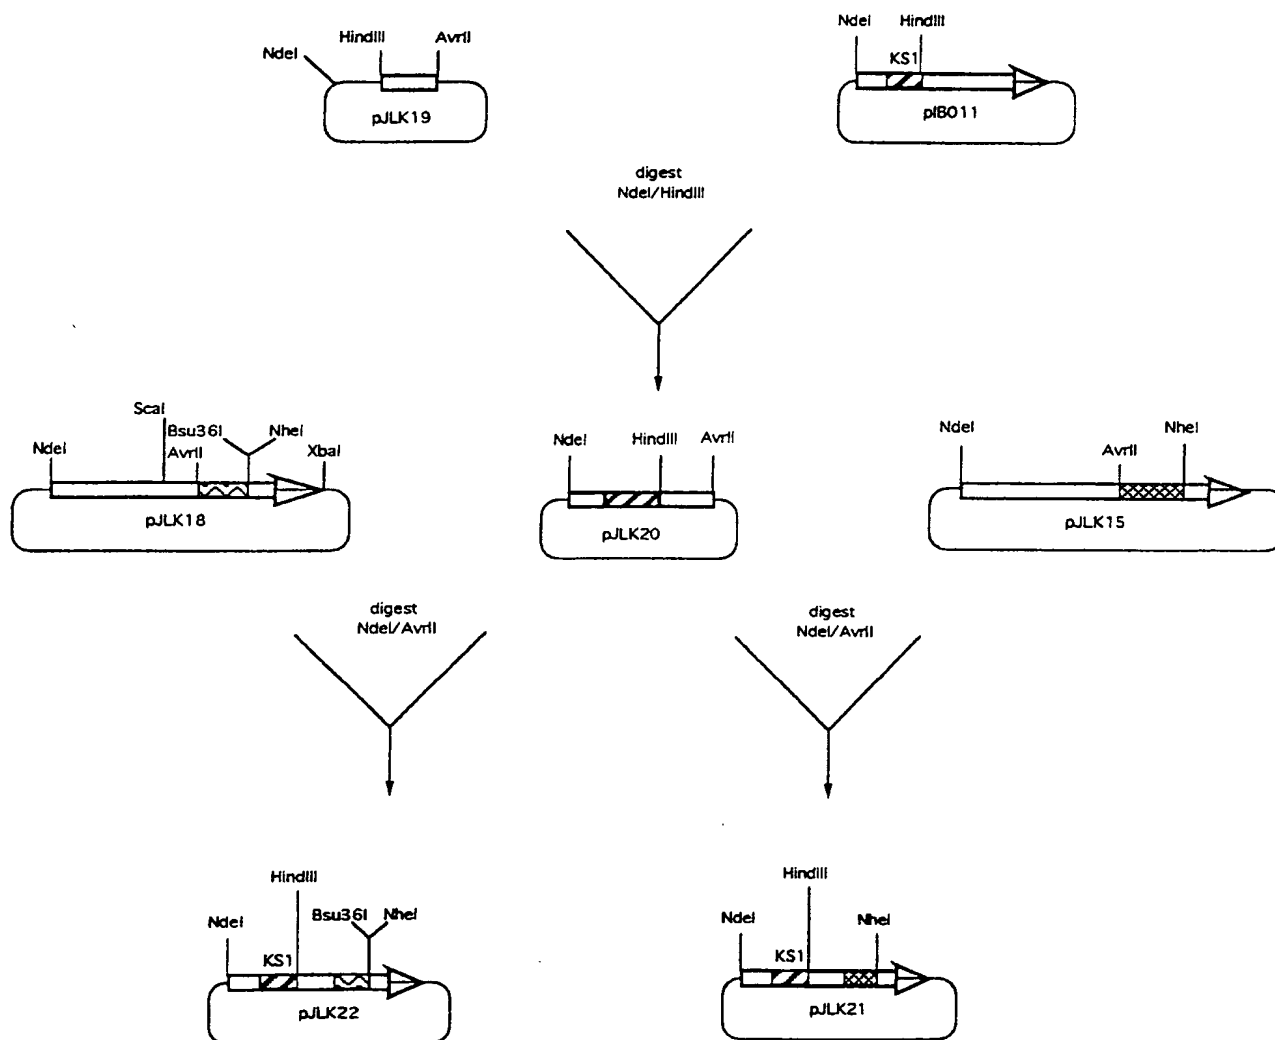 NdeI
HindIII
AvrII
pJLK19
NdeI
HindIII
KS1
pIB011
digest
NdeI/HindIII
NdeI
ScaI
Bsu36I
AvrII
NheI
XbaI
pJLK18
NdeI
HindIII
AvrII
pJLK20
NdeI
AvrII
NheI
pJLK15
digest
NdeI/AvrII
digest
NdeI/AvrII
NdeI
HindIII
Bsu36I
NheI
KS1
pJLK22
NdeI
HindIII
NheI
KS1
pJLK21